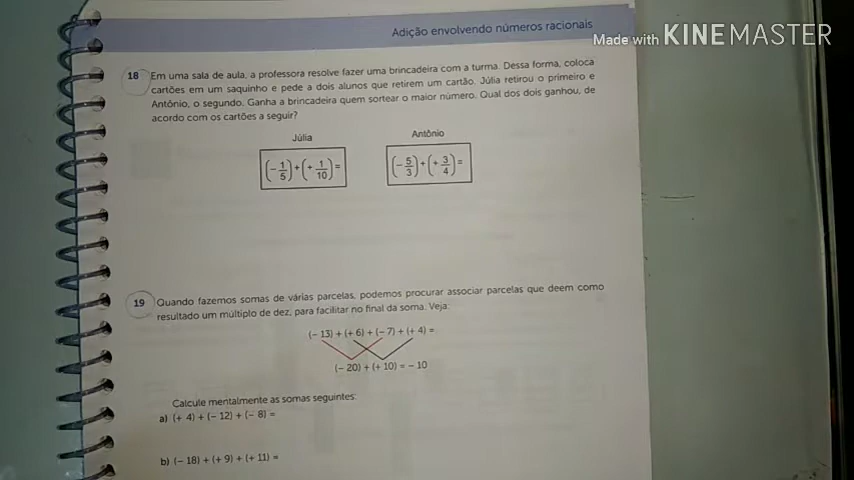 Made with KINEMASTER
Adição envolvendo números racionais
18 Em uma sala de aula, a professora resolve fazer uma brincadeira com a turma. Dessa forma, coloca
cartões em um saquinho e pede a dois alunos que retirem um cartão. Júlia retirou o primeiro e
Antônio, o segundo. Ganha a brincadeira quem sortear o maior número. Qual dos dois ganhou, de
acordo com os cartões a seguir?
Júlia
(- 1/5) + (+ 1/10) =
Antônio
(- 5/3) + (+ 3/4) =
19 Quando fazemos somas de várias parcelas, podemos procurar associar parcelas que deem como
resultado um múltiplo de dez, para facilitar no final da soma. Veja:
(- 13) + (+ 6) + (- 7) + (+ 4) =
(- 20) + (+ 10) = - 10
Calcule mentalmente as somas seguintes:
a) (+ 4) + (- 12) + (- 8) =
b) (- 18) + (+ 9) + (+ 11) =